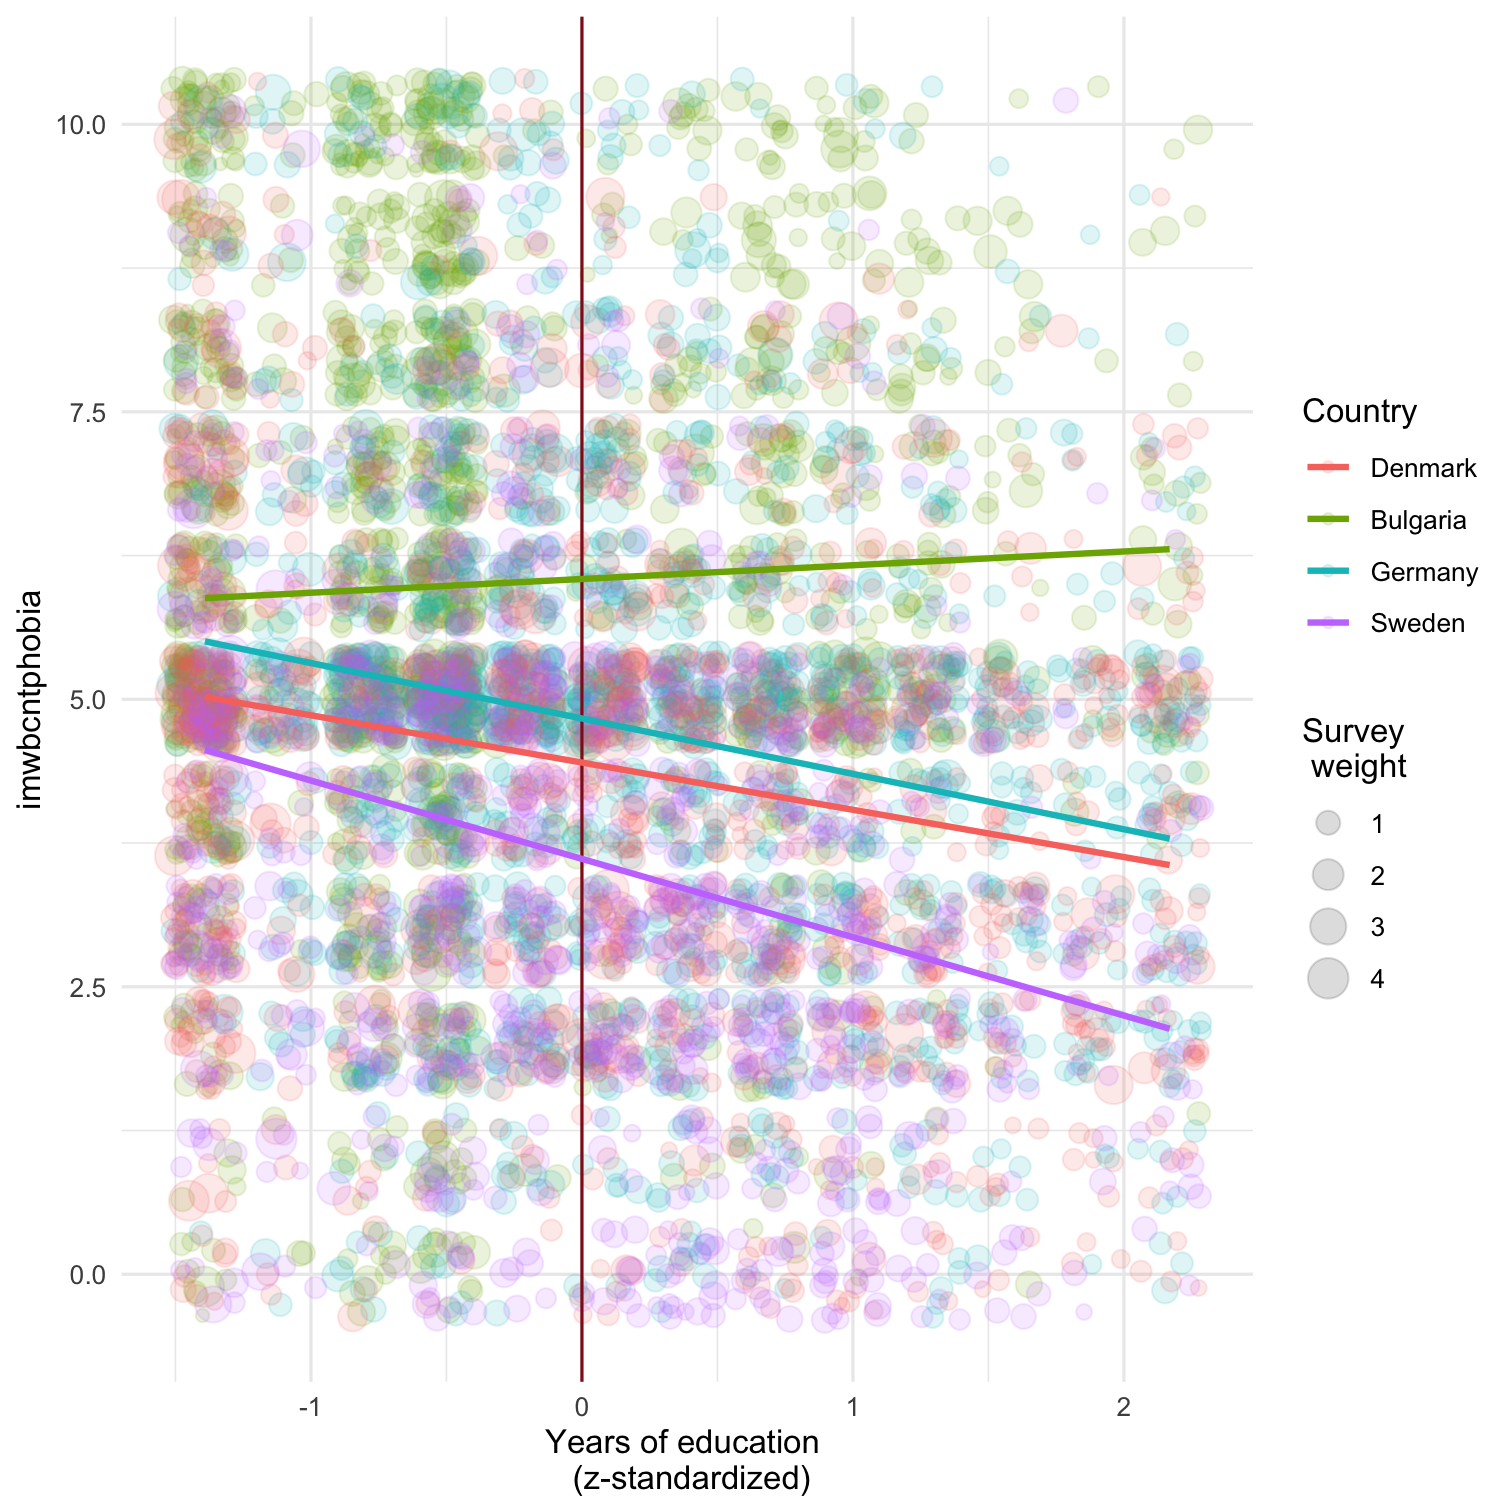 10.0
7.5
5.0
2.5
0.0
imwbcntphobia
-1
0
1
2
Years of education
(z-standardized)
Country
Denmark
Bulgaria
Germany
Sweden
Survey
weight
1
2
3
4